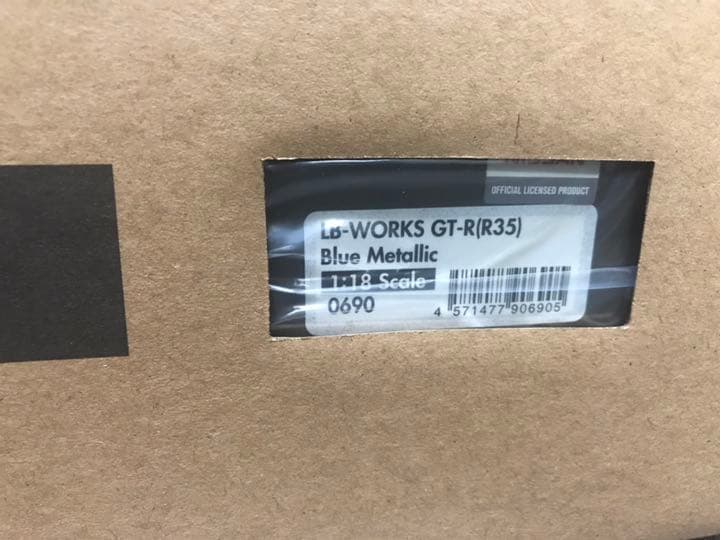 OFFICIAL LICENSED PRODUCT
LB-WORKS GT-R(R35)
Blue Metallic
1:18 Scale
0690
4 571477 906905